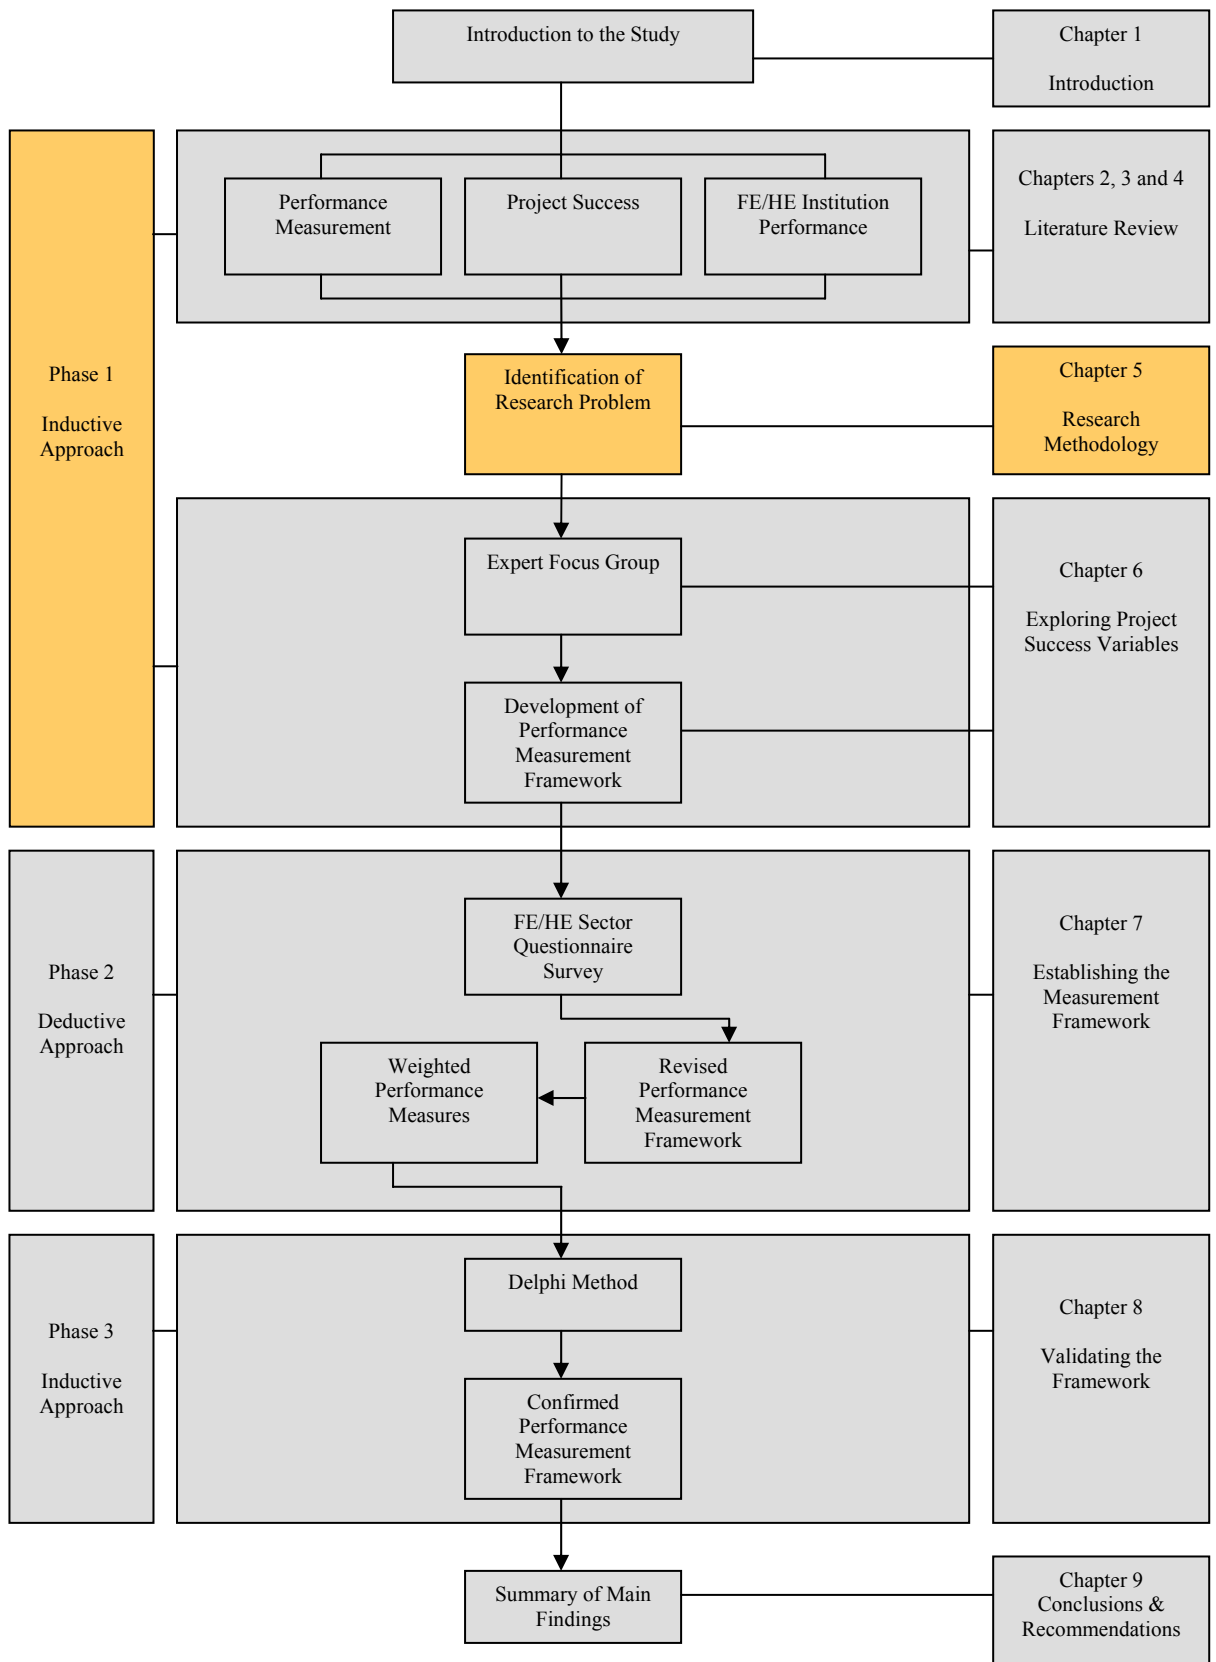 Introduction to the Study
Chapter 1
Introduction
Performance
Measurement
Project Success
FE/HE Institution
Performance
Chapters 2, 3 and 4
Literature Review
Phase 1
Inductive
Approach
Identification of
Research Problem
Chapter 5
Research
Methodology
Expert Focus Group
Development of
Performance
Measurement
Framework
Chapter 6
Exploring Project
Success Variables
Phase 2
Deductive
Approach
FE/HE Sector
Questionnaire
Survey
Weighted
Performance
Measures
Revised
Performance
Measurement
Framework
Chapter 7
Establishing the
Measurement
Framework
Phase 3
Inductive
Approach
Delphi Method
Confirmed
Performance
Measurement
Framework
Chapter 8
Validating the
Framework
Summary of Main
Findings
Chapter 9
Conclusions &
Recommendations